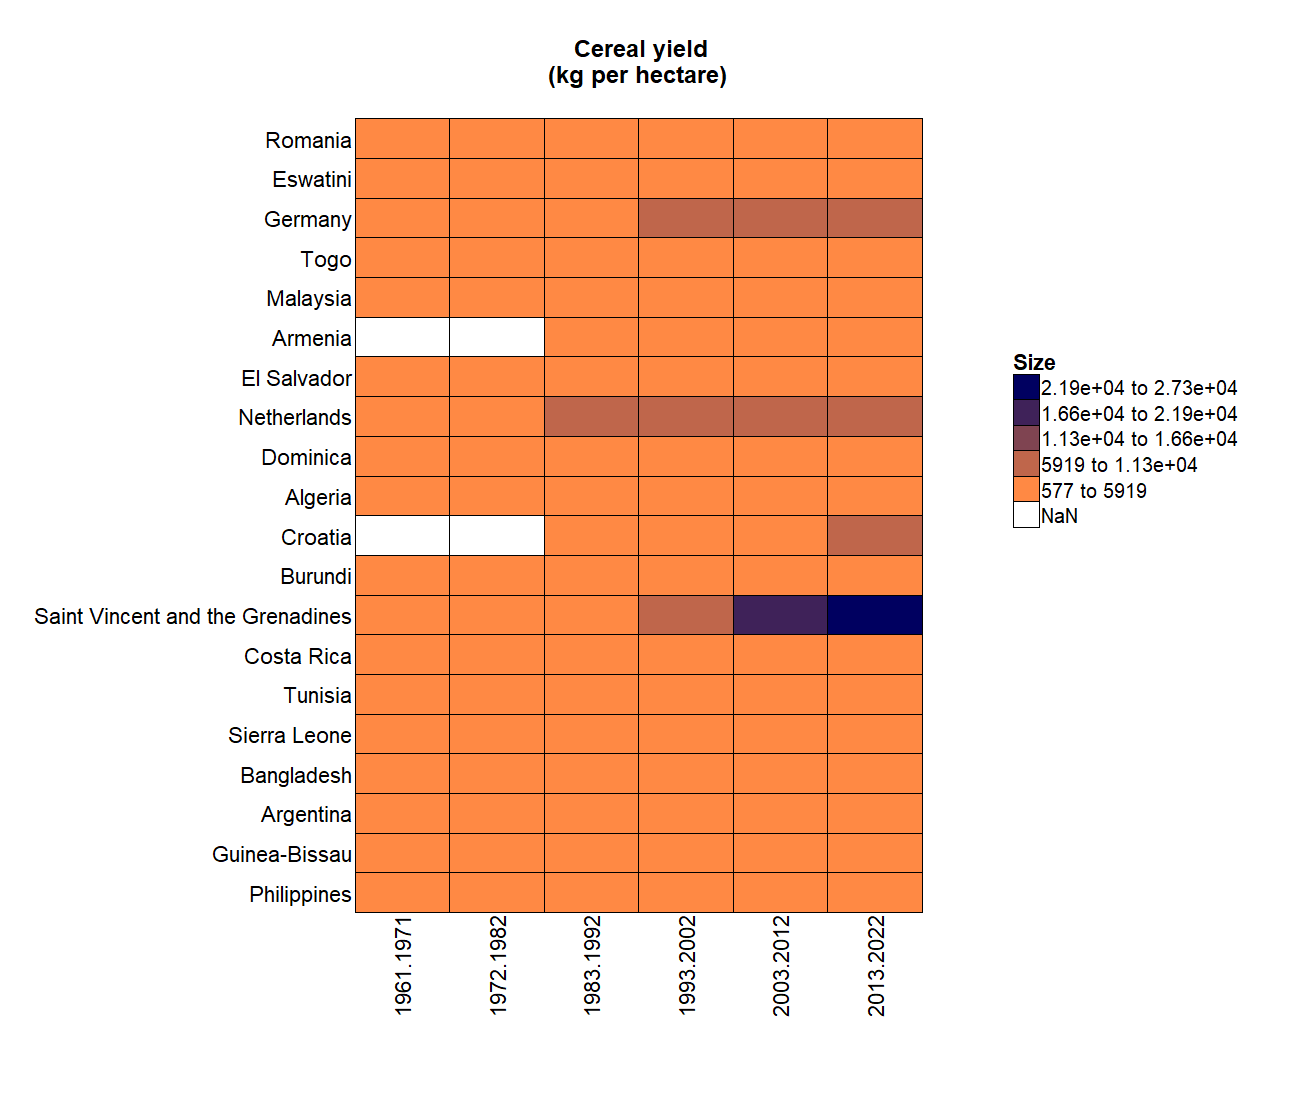 Cereal yield
(kg per hectare)
Romania
Eswatini
Germany
Togo
Malaysia
Armenia
El Salvador
Netherlands
Dominica
Algeria
Croatia
Burundi
Saint Vincent and the Grenadines
Costa Rica
Tunisia
Sierra Leone
Bangladesh
Argentina
Guinea-Bissau
Philippines
1961.1971
1972.1982
1983.1992
1993.2002
2003.2012
2013.2022
Size
2.19e+04 to 2.73e+04
1.66e+04 to 2.19e+04
1.13e+04 to 1.66e+04
5919 to 1.13e+04
577 to 5919
NaN